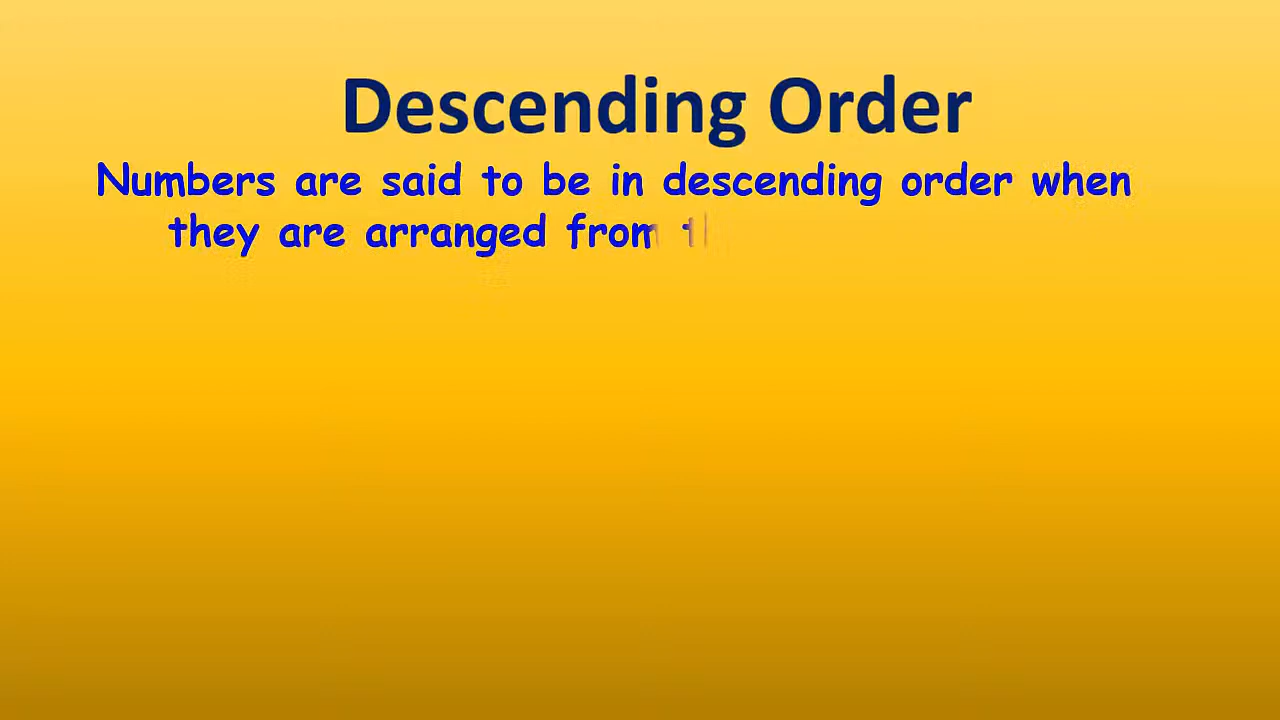 Descending Order
Numbers are said to be in descending order when
they are arranged from